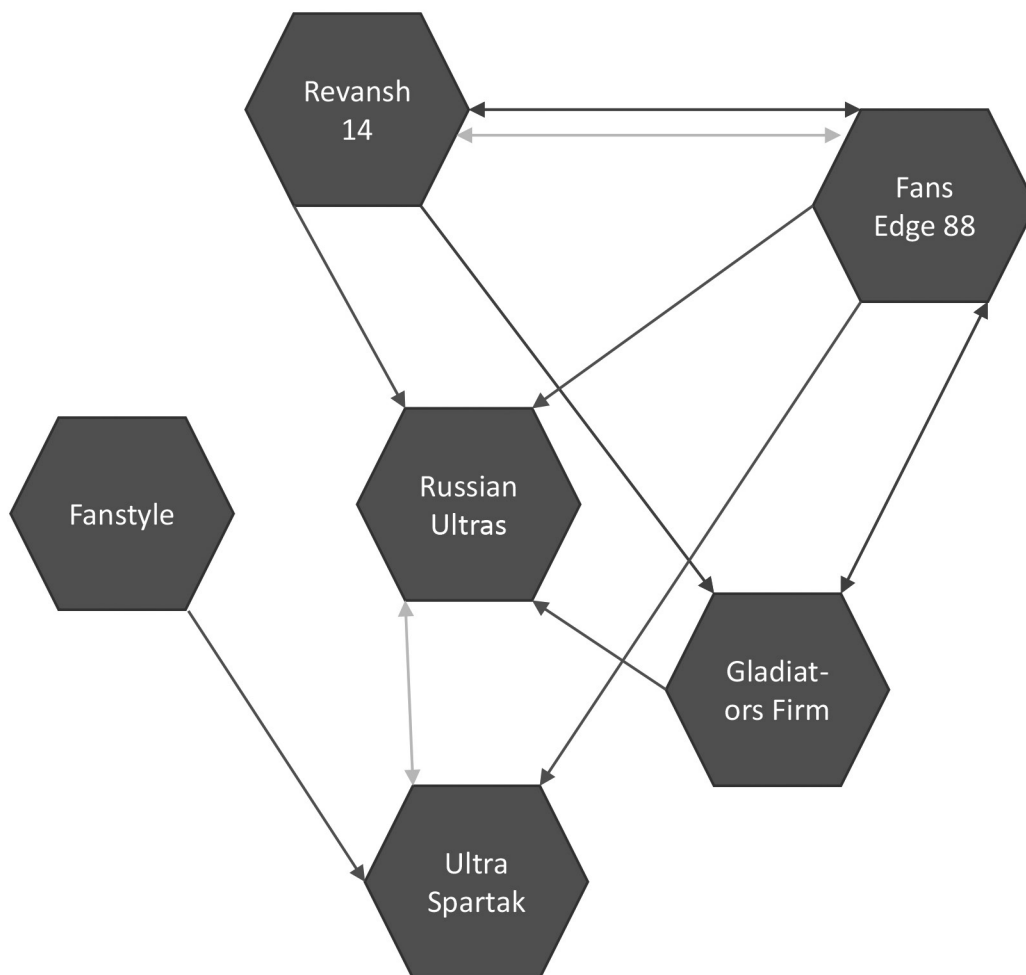 Revansh
14
Fans
Edge 88
Russian
Ultras
Fanstyle
Gladiat-
ors Firm
Ultra
Spartak